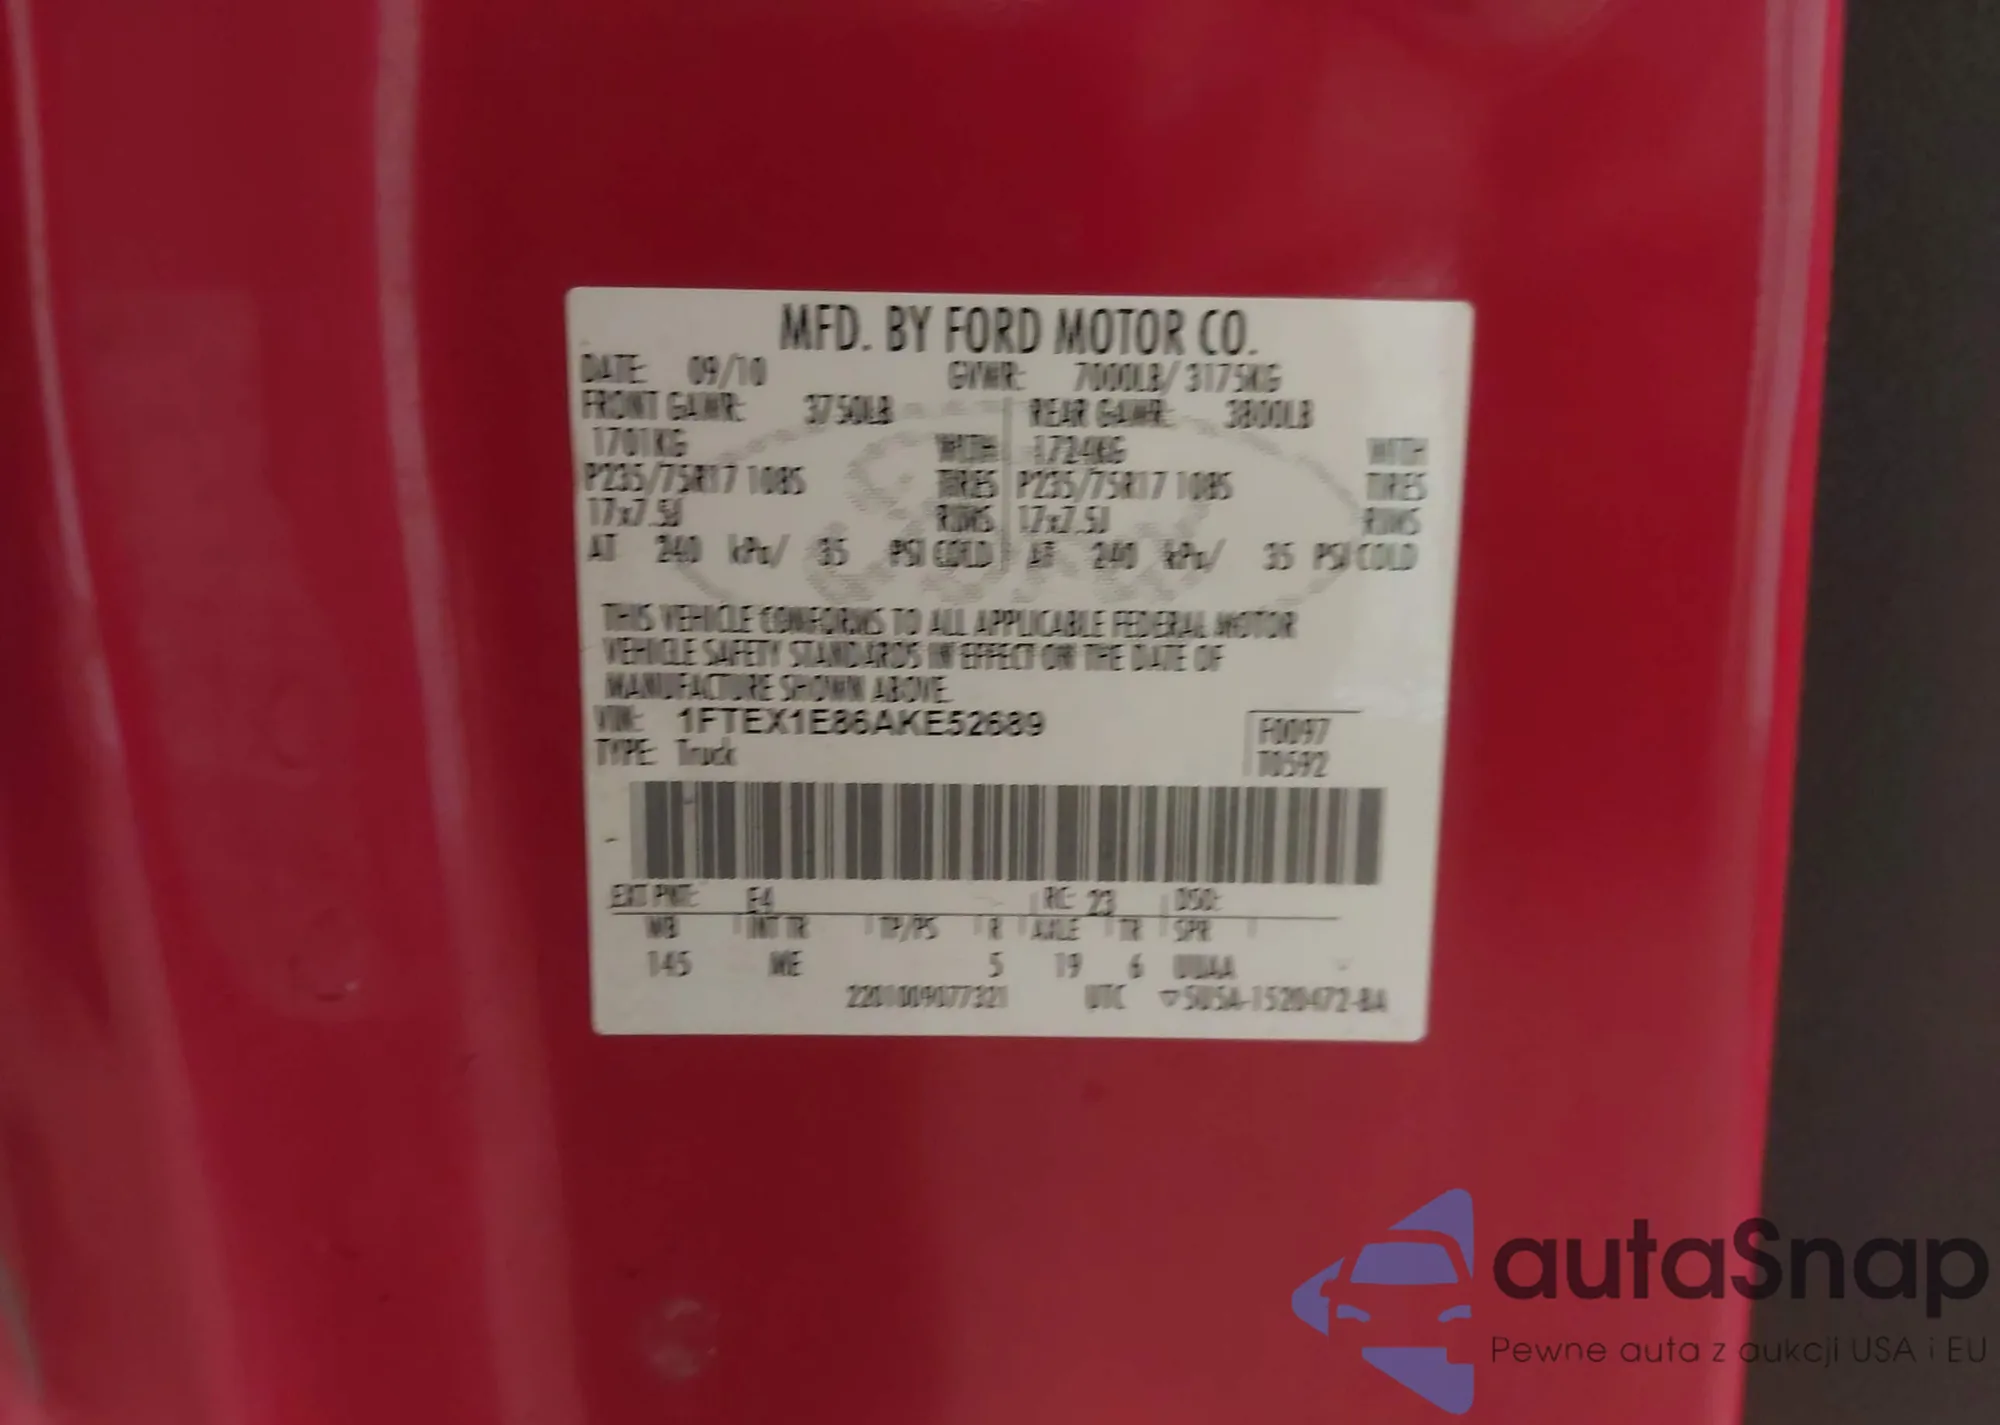 MFD. BY FORD MOTOR CO.
DATE: 09/10 GVWR: 7000LB/ 3175KG
FRONT GAWR: 3750LB REAR GAWR: 3800LB
1701KG WITH 1724KG WITH
P235/75R17 108S TIRES P235/75R17 108S TIRES
17x7.5J RIMS 17x7.5J RIMS
AT 240 kPa/ 35 PSI COLD AT 240 kPa/ 35 PSI COLD
THIS VEHICLE CONFORMS TO ALL APPLICABLE FEDERAL MOTOR
VEHICLE SAFETY STANDARDS IN EFFECT ON THE DATE OF
MANUFACTURE SHOWN ABOVE.
VIN: 1FTEX1E86AKE52689 F0097
TYPE: Truck T0592
EXT PNT: E4 RC: 23 DSO:
WB INT TR TP/PS R AXLE TR SPR
145 ME 5 19 6 UUAA
2201009077321 UTC ▽5U5A-1520472-BA
autaSnap
Pewne auta z aukcji USA i EU